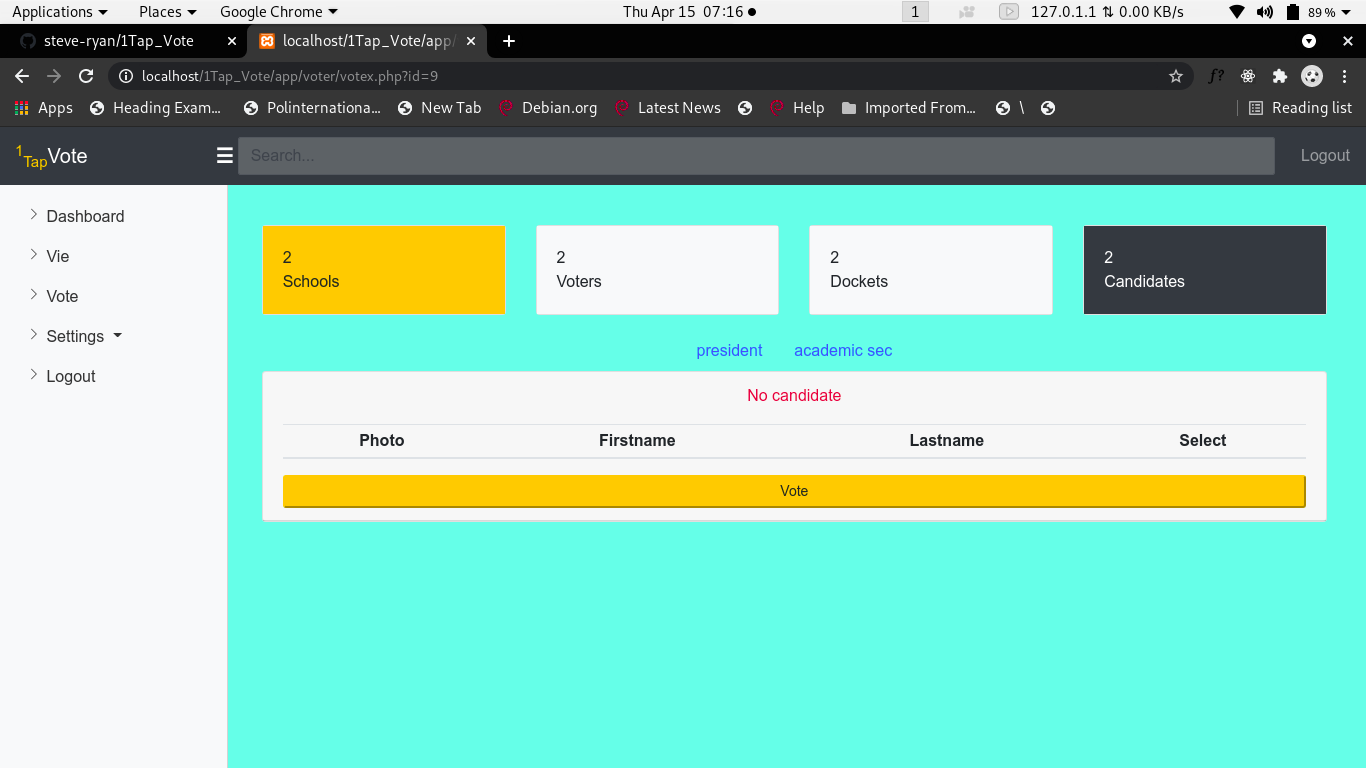 Applications Places Google Chrome Thu Apr 15 07:16 1 127.0.1.1 ⇅ 0.00 KB/s 89 %
steve-ryan/1Tap_Vote localhost/1Tap_Vote/app/
localhost/1Tap_Vote/app/voter/votex.php?id=9 f?
Apps Heading Exam... Polinternationa... New Tab Debian.org Latest News Help Imported From... \ Reading list
1TapVote Search... Logout
Dashboard
Vie
Vote
Settings
Logout
2 2 2 2
Schools Voters Dockets Candidates
president academic sec
No candidate
Photo Firstname Lastname Select
Vote